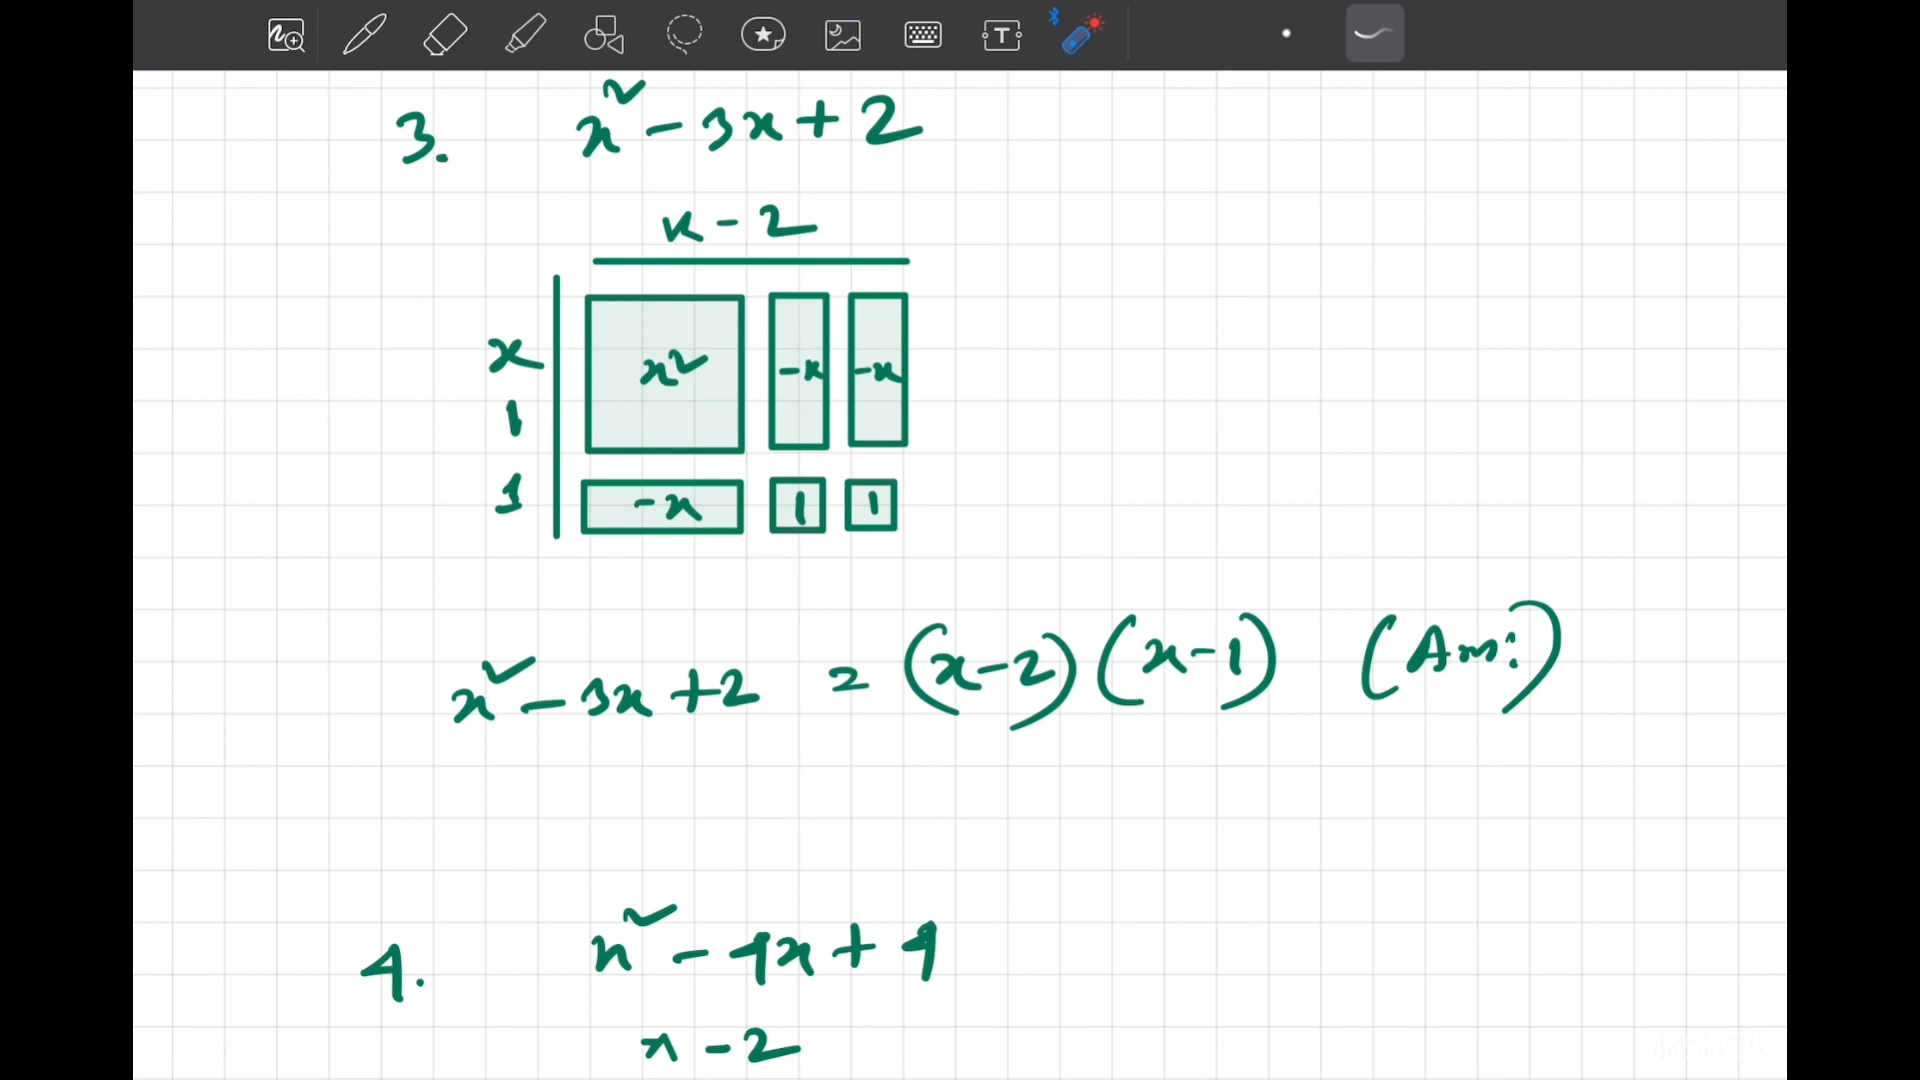 3. x² - 3x + 2
x - 2
x
1
1
x² -x -x
-x 1 1
x² - 3x + 2 = (x-2)(x-1) (Ans:)
4. x² - 4x + 4
x - 2